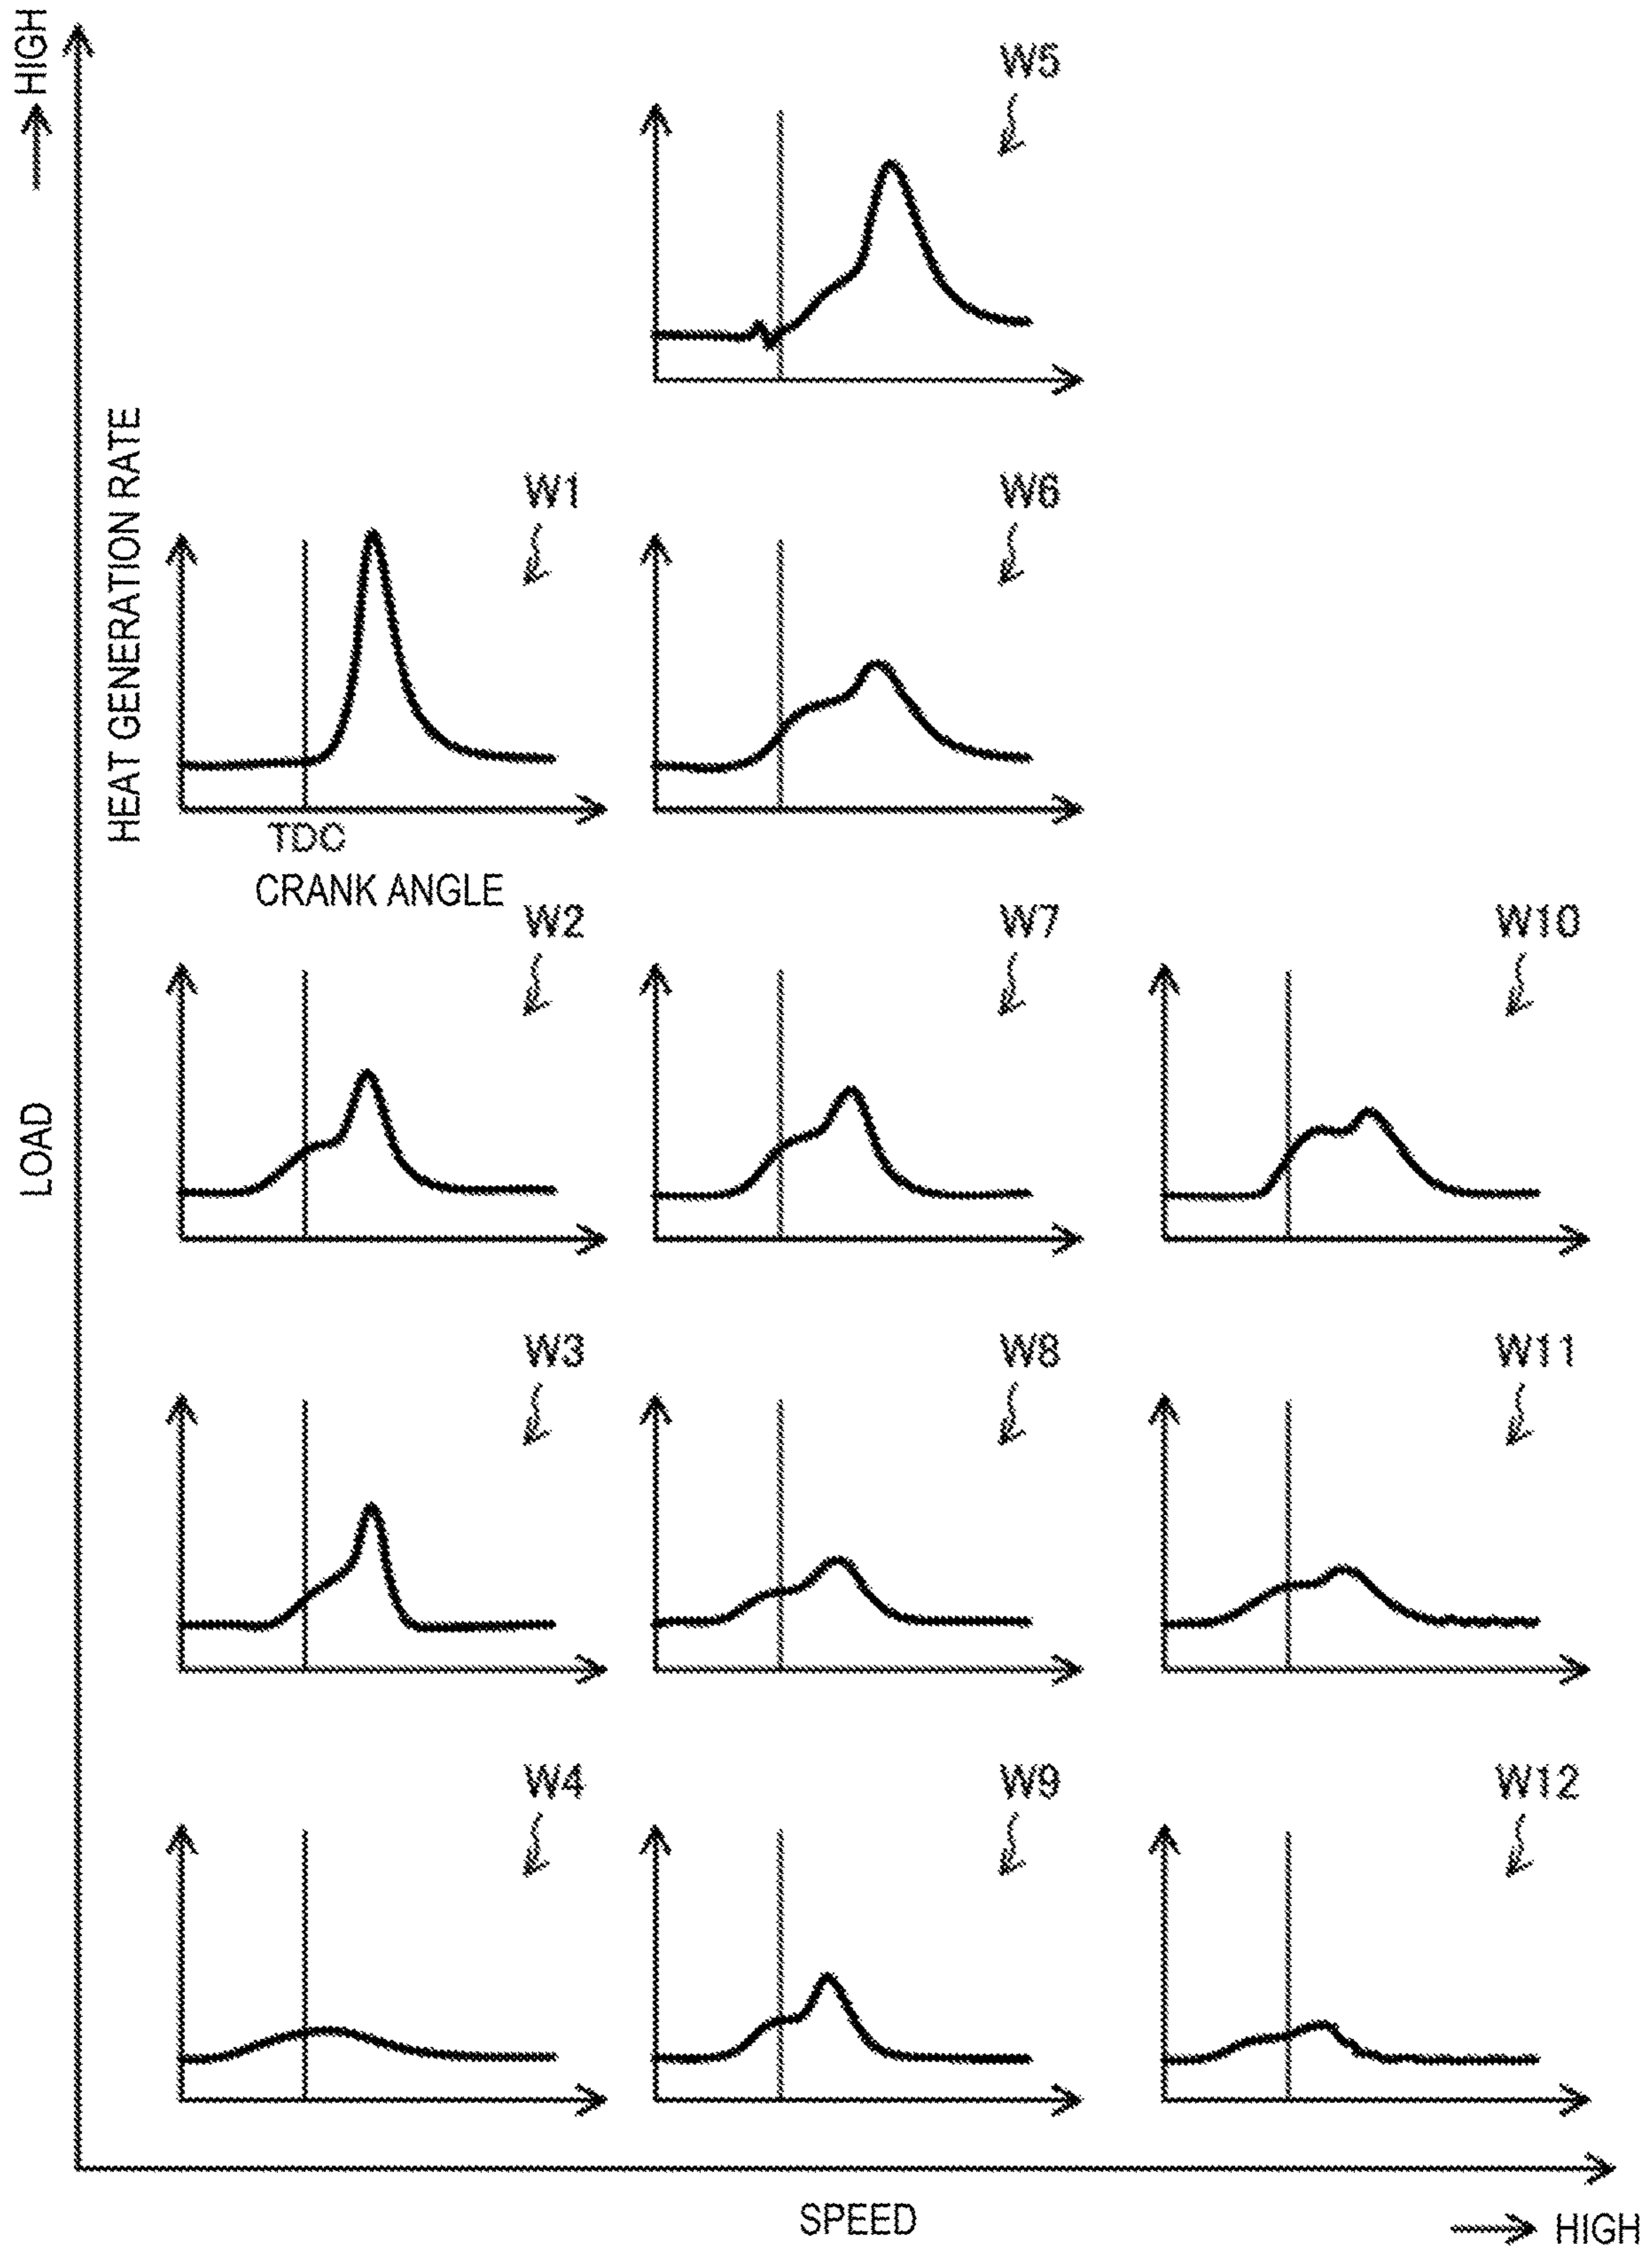 HIGH
W5
HEAT GENERATION RATE
W1
W6
TDC
CRANK ANGLE
W2
W7
W10
LOAD
W3
W8
W11
W4
W9
W12
SPEED
HIGH